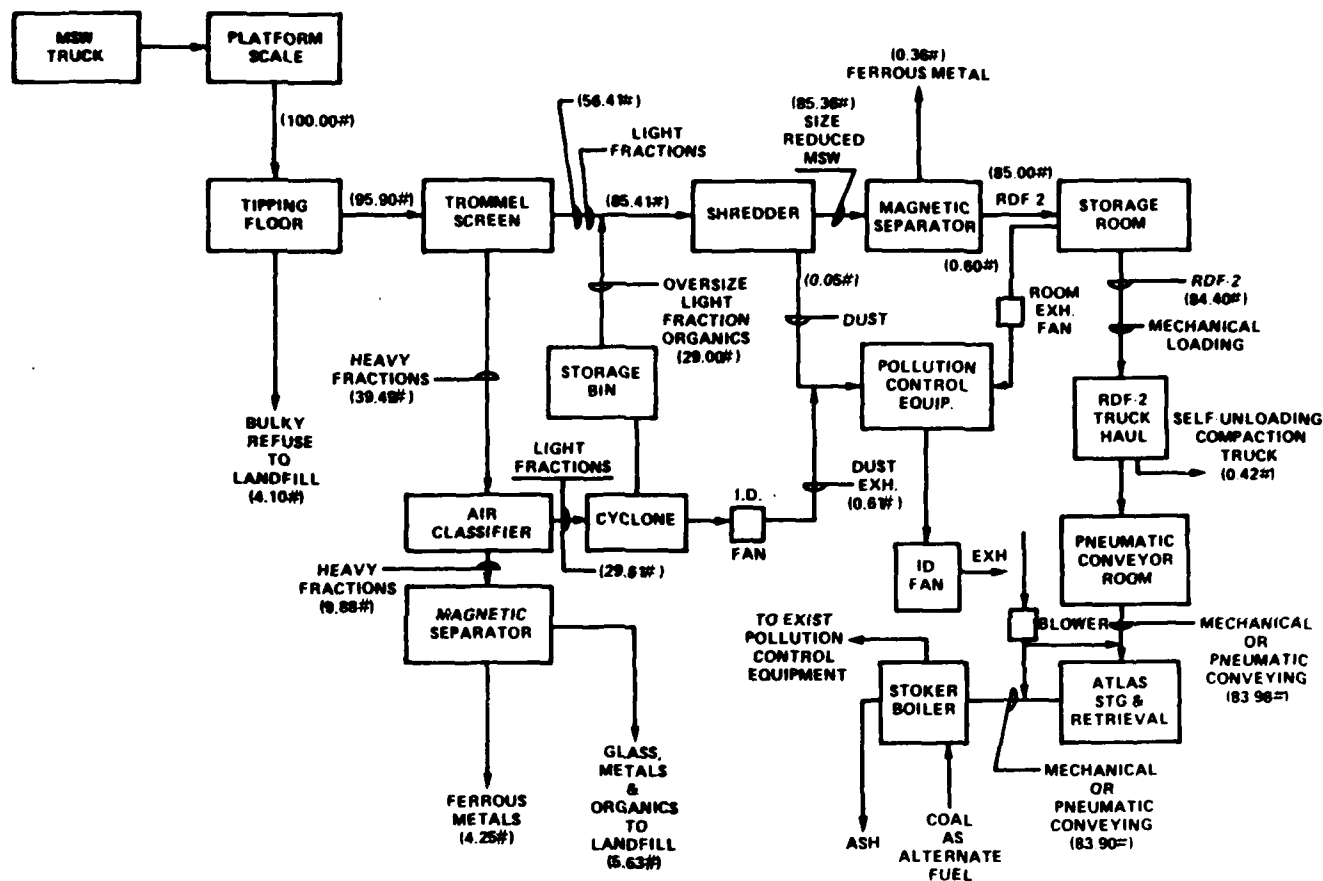 MSW
TRUCK
PLATFORM
SCALE
(100.00#)
(56.41#)
LIGHT
FRACTIONS
(85.36#)
SIZE
REDUCED
MSW
(0.36#)
FERROUS METAL
TIPPING
FLOOR
(95.90#)
TROMMEL
SCREEN
(85.41#)
SHREDDER
MAGNETIC
SEPARATOR
(85.00#)
RDF 2
(0.60#)
STORAGE
ROOM
OVERSIZE
LIGHT
FRACTION
ORGANICS
(29.00#)
(0.05#)
DUST
ROOM
EXH.
FAN
RDF-2
(84.40#)
MECHANICAL
LOADING
HEAVY
FRACTIONS
(39.49#)
STORAGE
BIN
POLLUTION
CONTROL
EQUIP.
RDF-2
TRUCK
HAUL
SELF-UNLOADING
COMPACTION
TRUCK
(0.42#)
BULKY
REFUSE
TO
LANDFILL
(4.10#)
LIGHT
FRACTIONS
AIR
CLASSIFIER
CYCLONE
I.D.
FAN
DUST
EXH.
(0.61#)
(29.61#)
HEAVY
FRACTIONS
(9.88#)
MAGNETIC
SEPARATOR
ID
FAN
EXH
PNEUMATIC
CONVEYOR
ROOM
BLOWER
MECHANICAL
OR
PNEUMATIC
CONVEYING
(83.98#)
TO EXIST
POLLUTION
CONTROL
EQUIPMENT
STOKER
BOILER
ATLAS
STG &
RETRIEVAL
FERROUS
METALS
(4.25#)
GLASS,
METALS
&
ORGANICS
TO
LANDFILL
(5.63#)
ASH
COAL
AS
ALTERNATE
FUEL
MECHANICAL
OR
PNEUMATIC
CONVEYING
(83.90#)